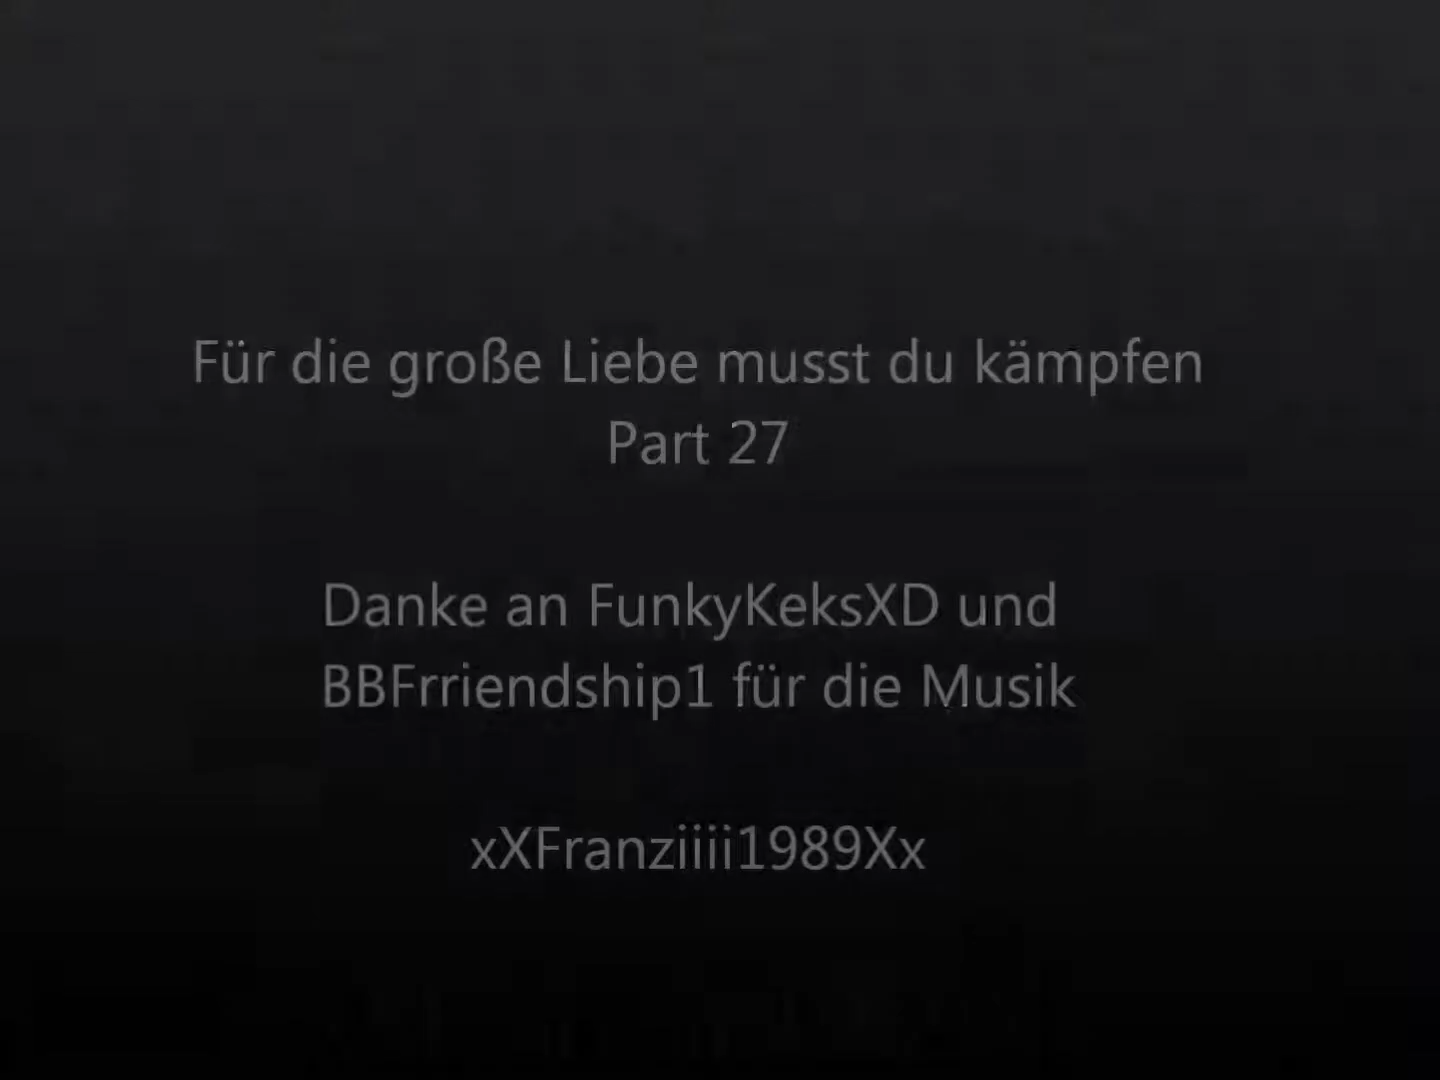 Für die große Liebe musst du kämpfen
Part 27
Danke an FunkyKeksXD und
BBFrriendship1 für die Musik
xXFranziiii1989Xx